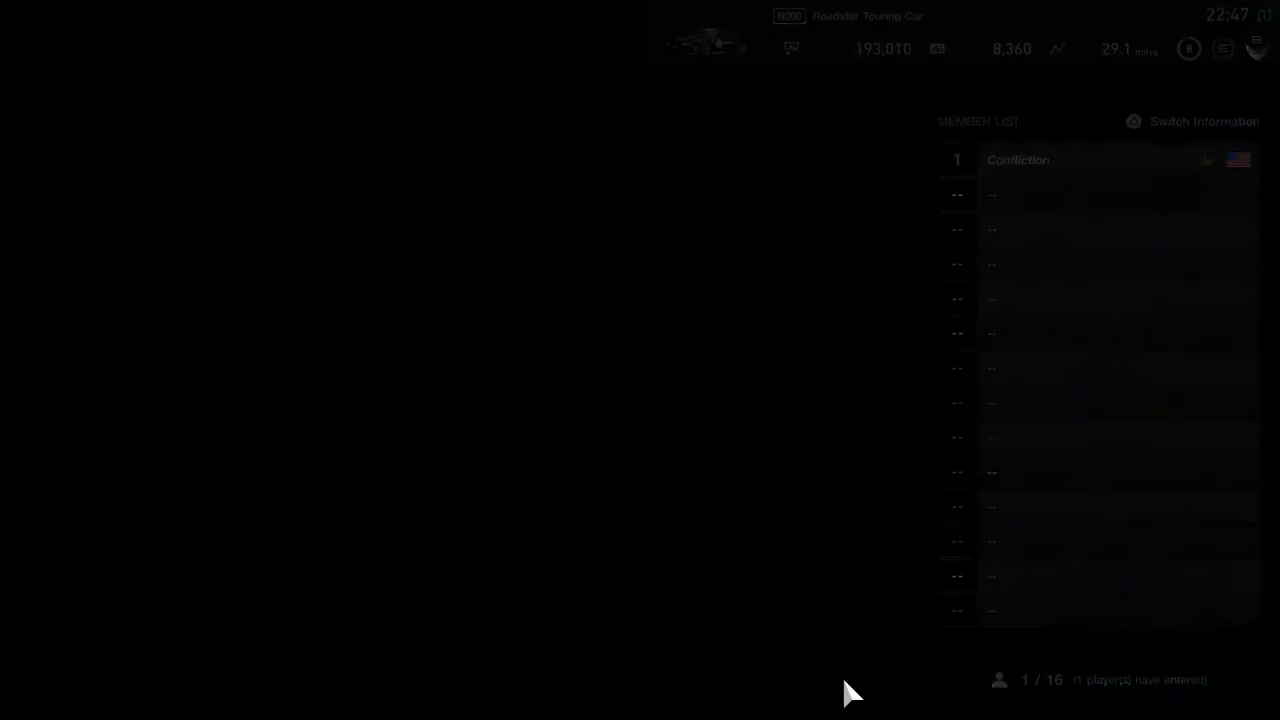 N200 Roadster Touring Car 22:47
193,010 8,360 29.1 miles B E
MEMBER LIST Switch Information
1 Confliction
-- --
-- --
-- --
-- --
-- --
-- --
-- --
-- --
-- --
-- --
-- --
-- --
-- --
1 / 16 (1 player(s) have entered)